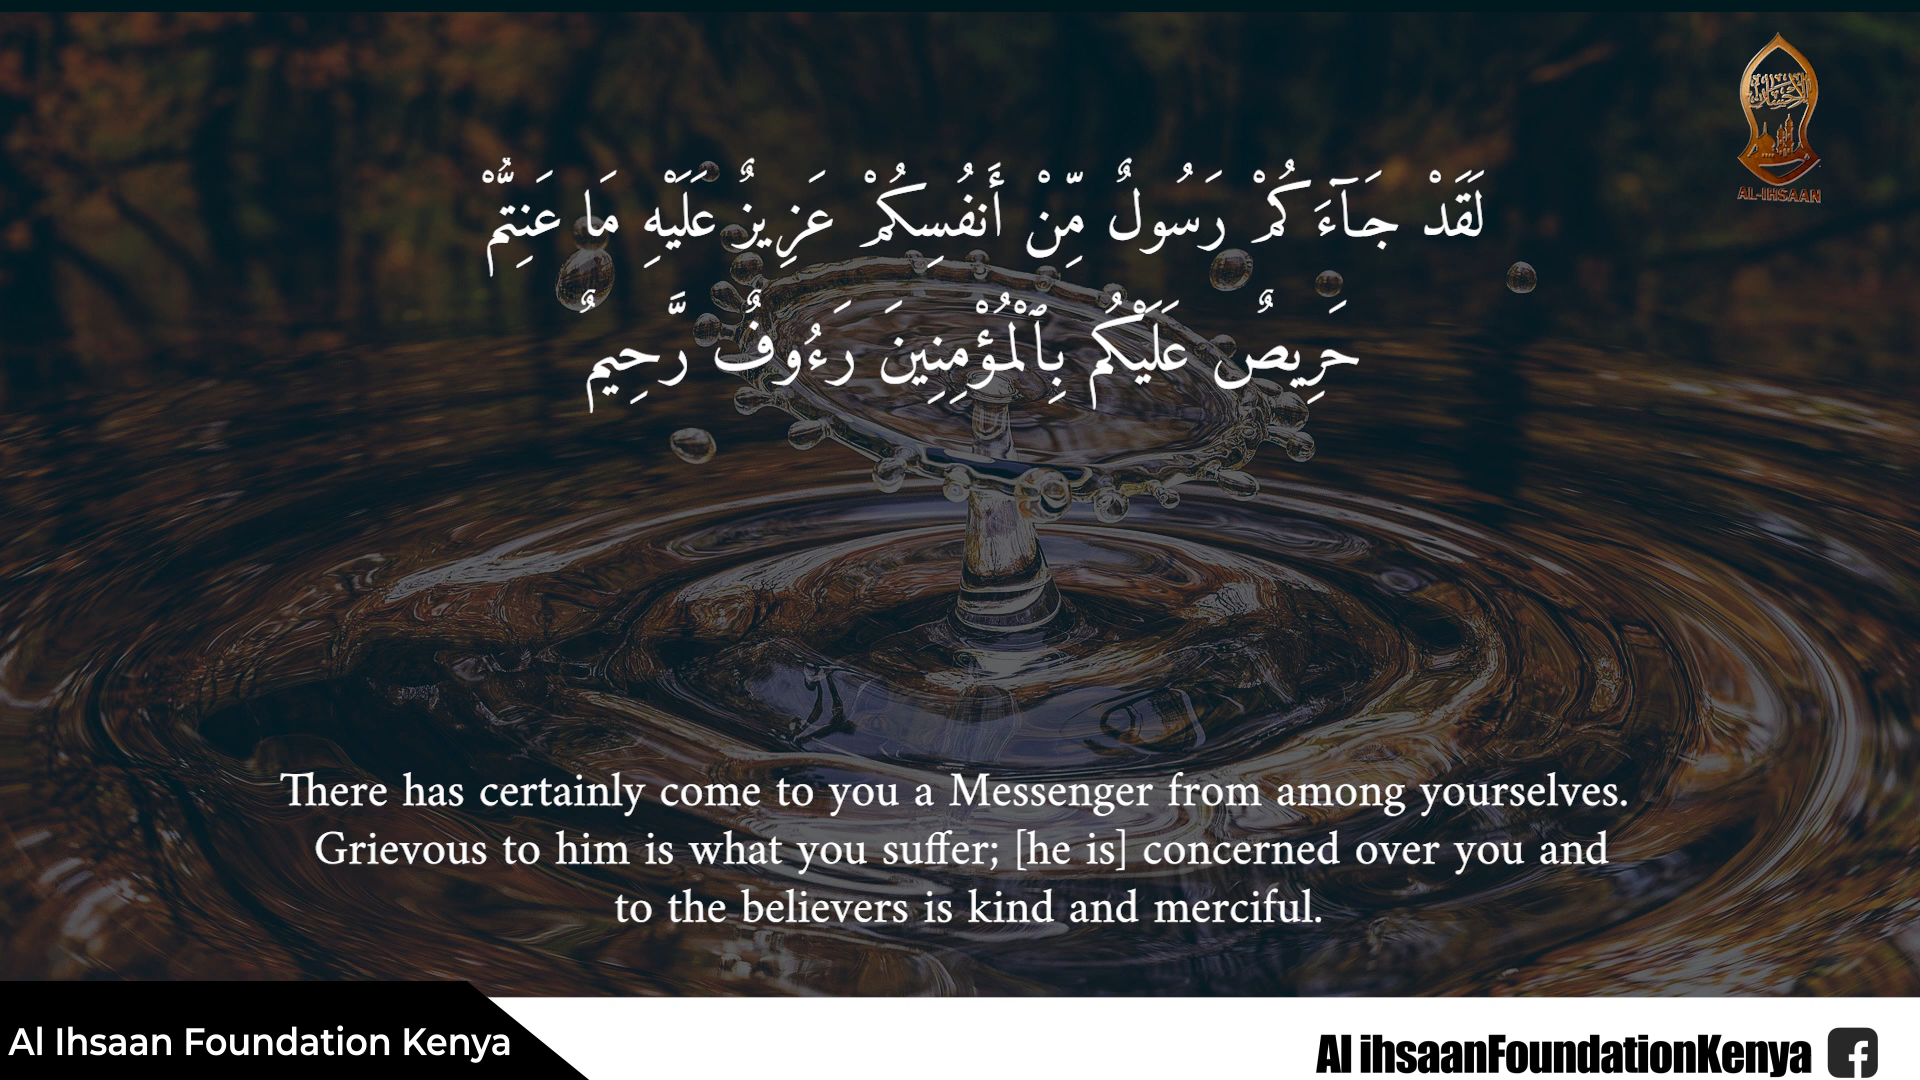 الإحسان
AL-IHSAAN
لَقَدْ جَآءَكُمْ رَسُولٌ مِّنْ أَنفُسِكُمْ عَزِيزٌ عَلَيْهِ مَا عَنِتُّمْ
حَرِيصٌ عَلَيْكُم بِٱلْمُؤْمِنِينَ رَءُوفٌ رَّحِيمٌ
There has certainly come to you a Messenger from among yourselves.
Grievous to him is what you suffer; [he is] concerned over you and
to the believers is kind and merciful.
Al Ihsaan Foundation Kenya
Al ihsaanFoundationKenya